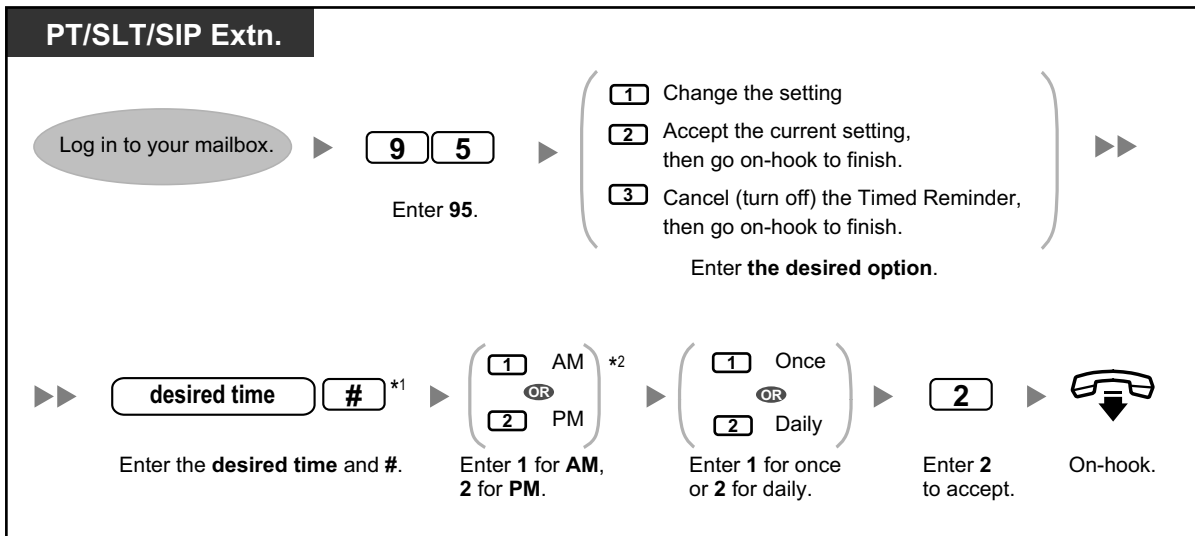 PT/SLT/SIP Extn.
Log in to your mailbox.
9 5
Enter 95.
1 Change the setting
2 Accept the current setting,
then go on-hook to finish.
3 Cancel (turn off) the Timed Reminder,
then go on-hook to finish.
Enter the desired option.
desired time # *1
Enter the desired time and #.
1 AM *2
OR
2 PM
Enter 1 for AM,
2 for PM.
1 Once
OR
2 Daily
Enter 1 for once
or 2 for daily.
2
Enter 2
to accept.
On-hook.